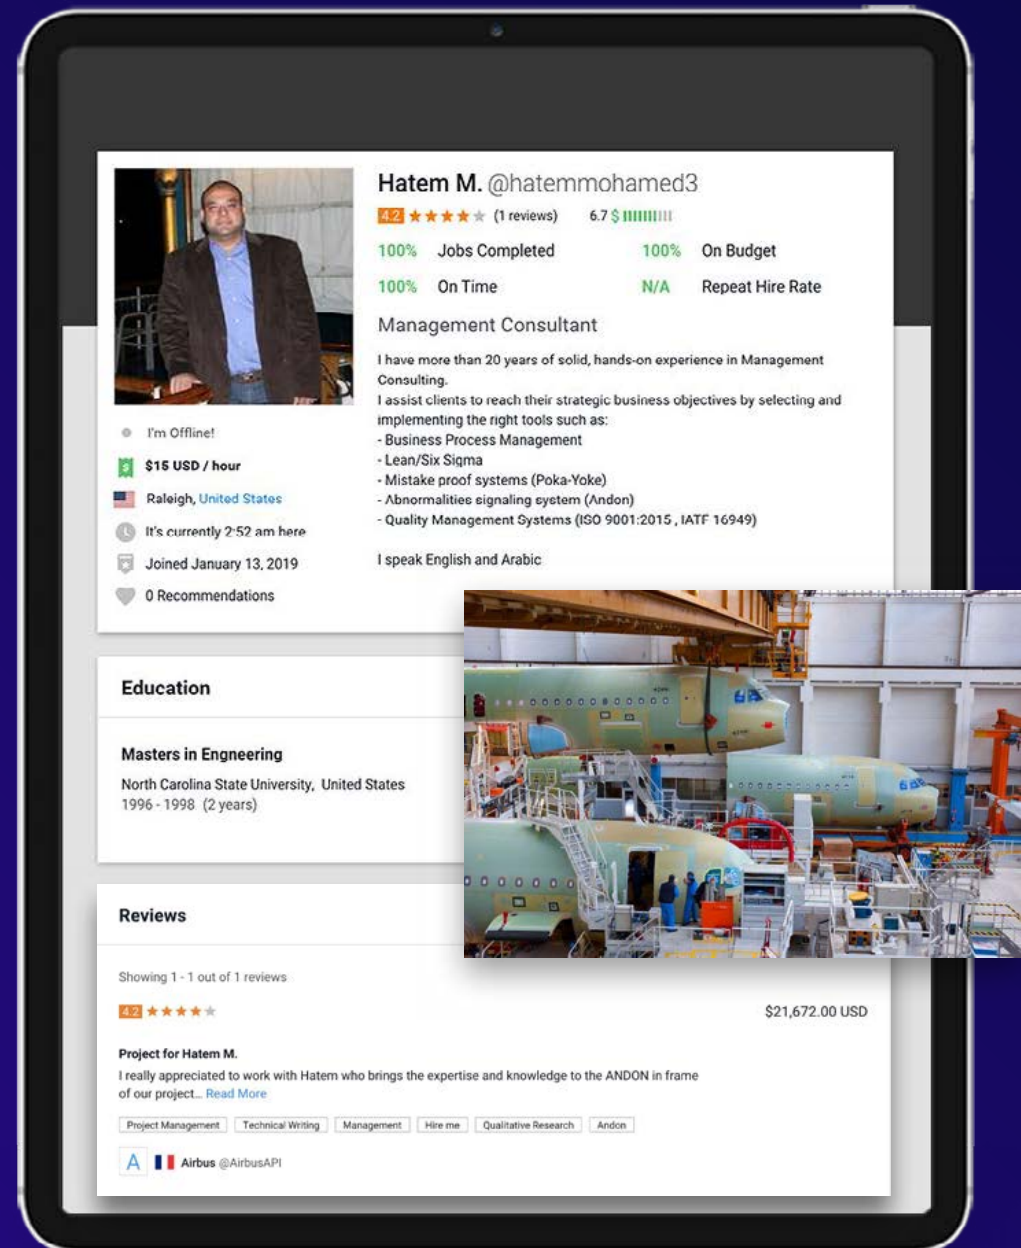 Hatem M. @hatemmohamed3
4.2 (1 reviews) 6.7 $
100% Jobs Completed 100% On Budget
100% On Time N/A Repeat Hire Rate
Management Consultant
I have more than 20 years of solid, hands-on experience in Management
Consulting.
I assist clients to reach their strategic business objectives by selecting and
implementing the right tools such as:
- Business Process Management
- Lean/Six Sigma
- Mistake proof systems (Poka-Yoke)
- Abnormalities signaling system (Andon)
- Quality Management Systems (ISO 9001:2015 , IATF 16949)
I speak English and Arabic
I'm Offline!
$15 USD / hour
Raleigh, United States
It's currently 2:52 am here
Joined January 13, 2019
0 Recommendations
Education
Masters in Engneering
North Carolina State University, United States
1996 - 1998 (2 years)
Reviews
Showing 1 - 1 out of 1 reviews
4.2 $21,672.00 USD
Project for Hatem M.
I really appreciated to work with Hatem who brings the expertise and knowledge to the ANDON in frame
of our project... Read More
Project Management Technical Writing Management Hire me Qualitative Research Andon
A Airbus @AirbusAPI